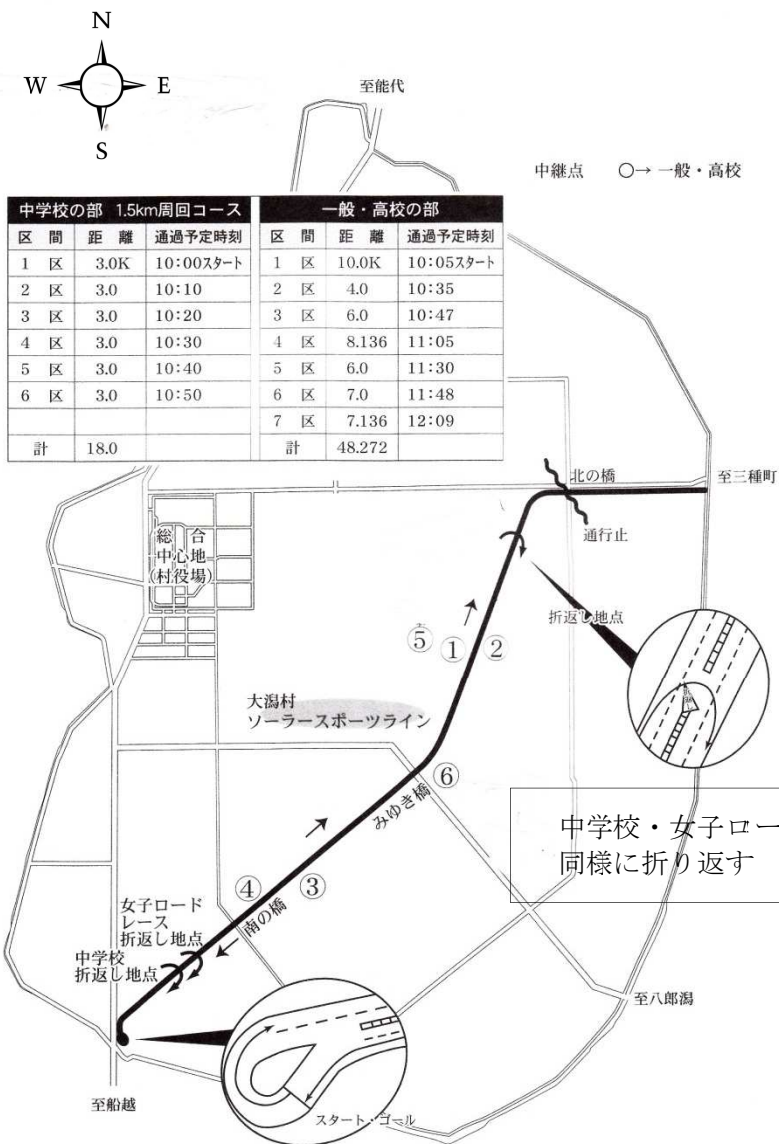 N
W E
S
至能代
中継点 ○→ 一般・高校
中学校の部 1.5km周回コース
区間 距離 通過予定時刻
1区 3.0K 10:00スタート
2区 3.0 10:10
3区 3.0 10:20
4区 3.0 10:30
5区 3.0 10:40
6区 3.0 10:50
計 18.0
一般・高校の部
区間 距離 通過予定時刻
1区 10.0K 10:05スタート
2区 4.0 10:35
3区 6.0 10:47
4区 8.136 11:05
5区 6.0 11:30
6区 7.0 11:48
7区 7.136 12:09
計 48.272
北の橋
至三種町
通行止
総合
中心地
(村役場)
折返し地点
⑤ ① ②
大潟村
ソーラースポーツライン
⑥
みゆき橋
中学校・女子ロー
同様に折り返す
④ ③
南の橋
女子ロード
レース
折返し地点
中学校
折返し地点
至八郎潟
至船越
スタート・ゴール